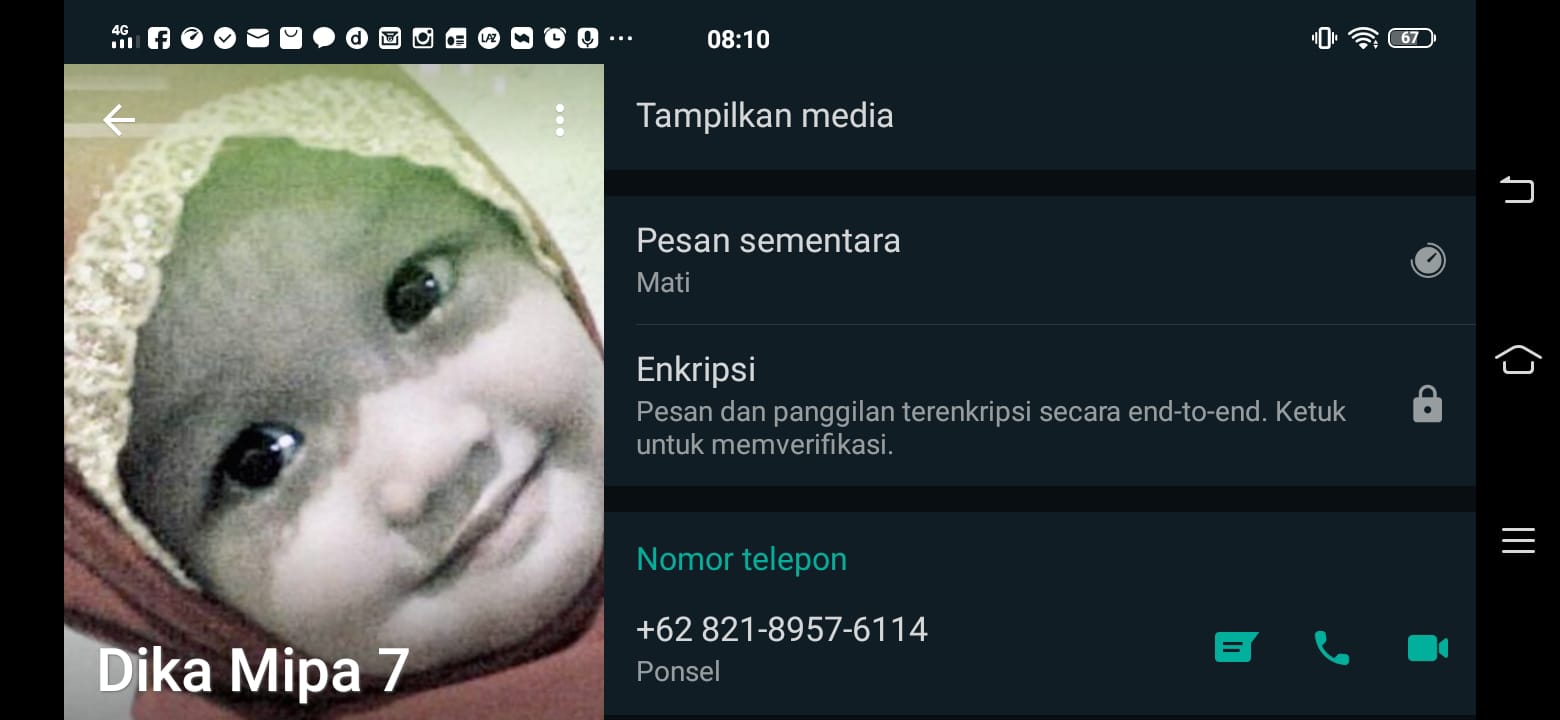 4G
08:10
67
Tampilkan media
Pesan sementara
Mati
Enkripsi
Pesan dan panggilan terenkripsi secara end-to-end. Ketuk
untuk memverifikasi.
Nomor telepon
+62 821-8957-6114
Ponsel
Dika Mipa 7